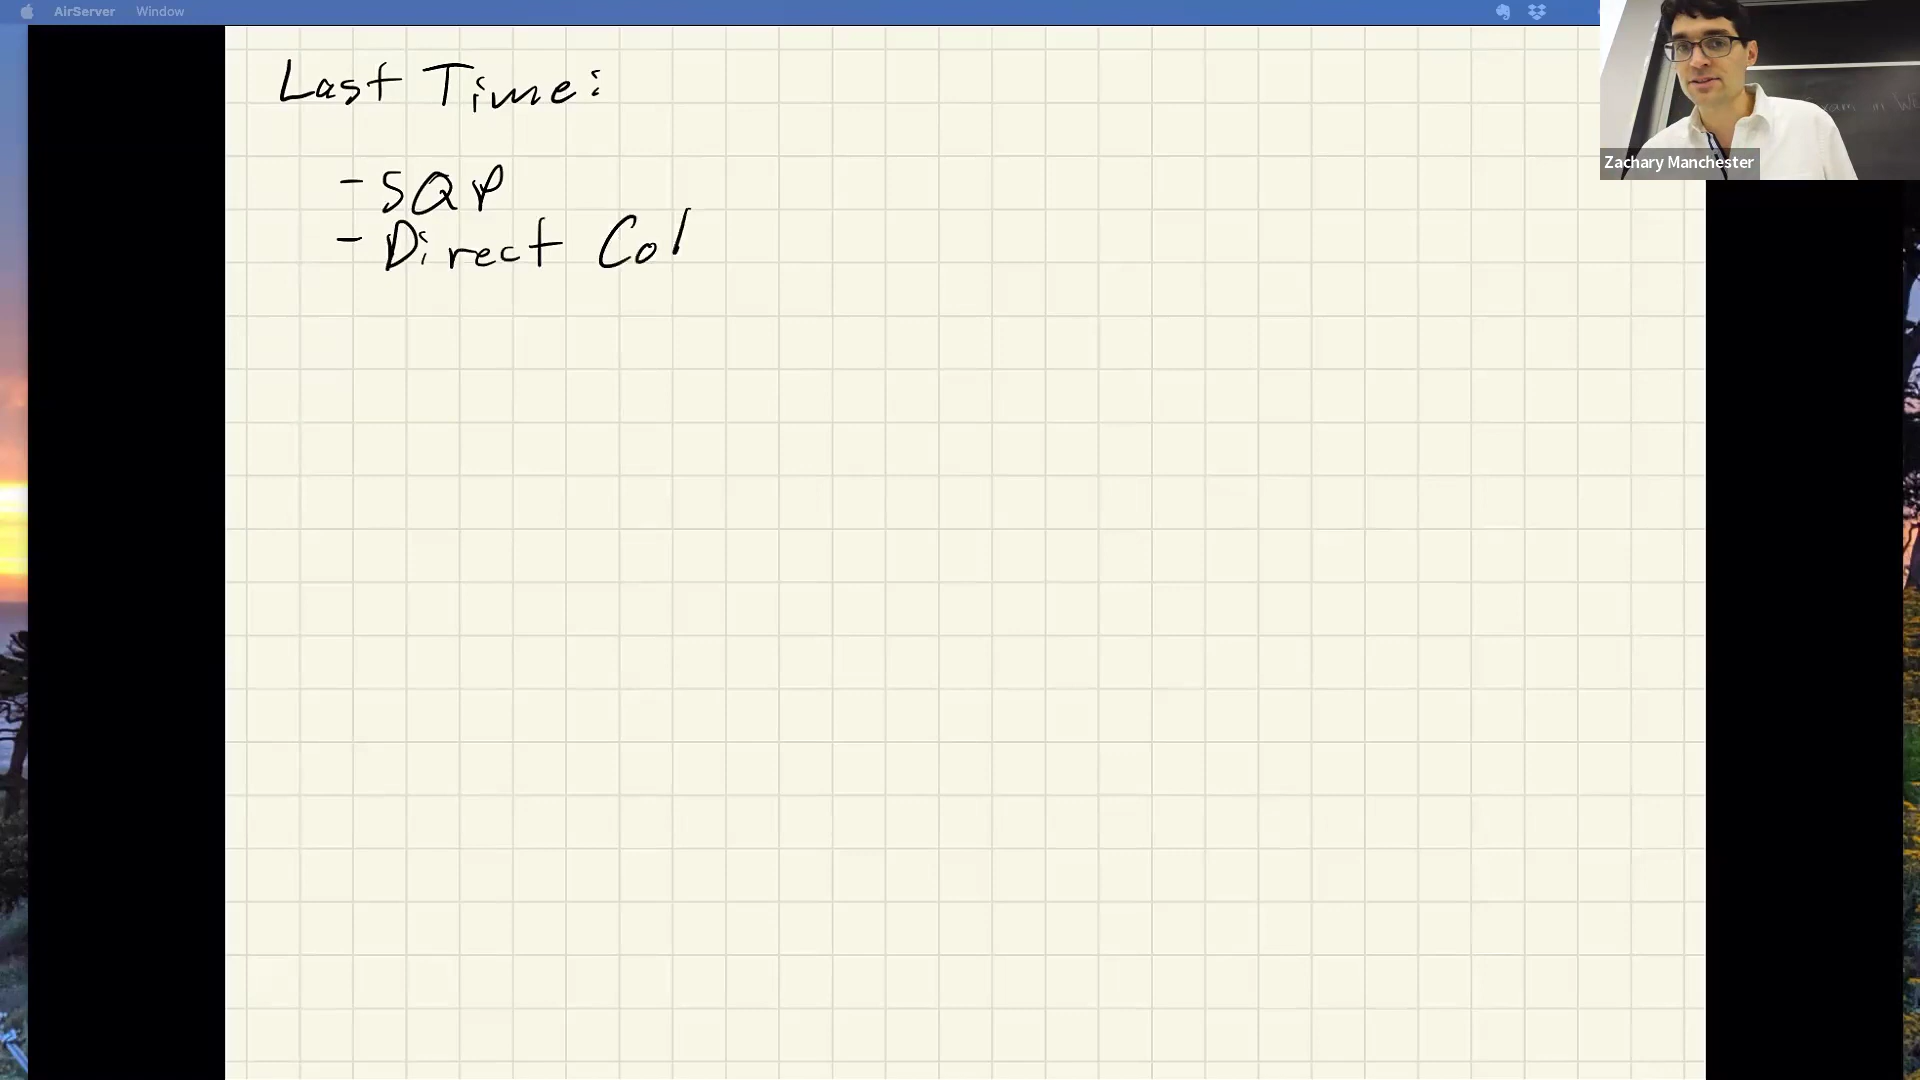 AirServer Window
Last Time:
- SQP
- Direct Col
Zachary Manchester